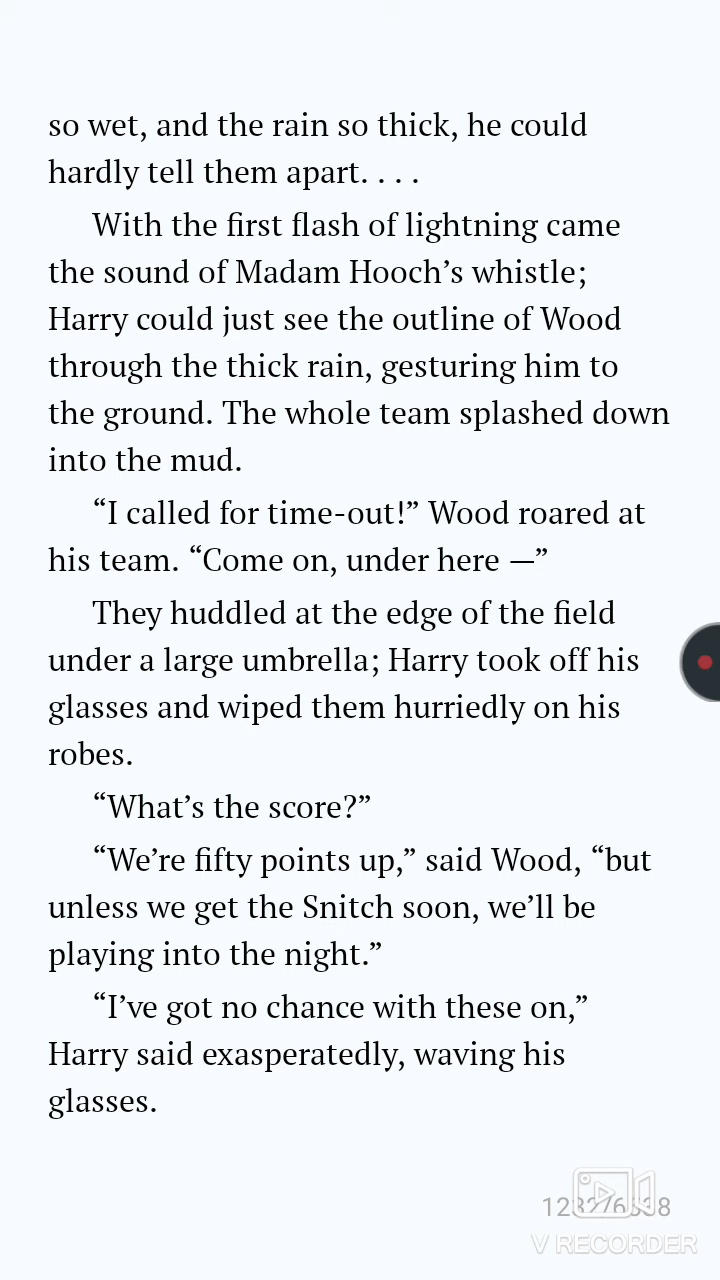 so wet, and the rain so thick, he could
hardly tell them apart. . . .
With the first flash of lightning came
the sound of Madam Hooch’s whistle;
Harry could just see the outline of Wood
through the thick rain, gesturing him to
the ground. The whole team splashed down
into the mud.
“I called for time-out!” Wood roared at
his team. “Come on, under here —”
They huddled at the edge of the field
under a large umbrella; Harry took off his
glasses and wiped them hurriedly on his
robes.
“What’s the score?”
“We’re fifty points up,” said Wood, “but
unless we get the Snitch soon, we’ll be
playing into the night.”
“I’ve got no chance with these on,”
Harry said exasperatedly, waving his
glasses.
V RECORDER